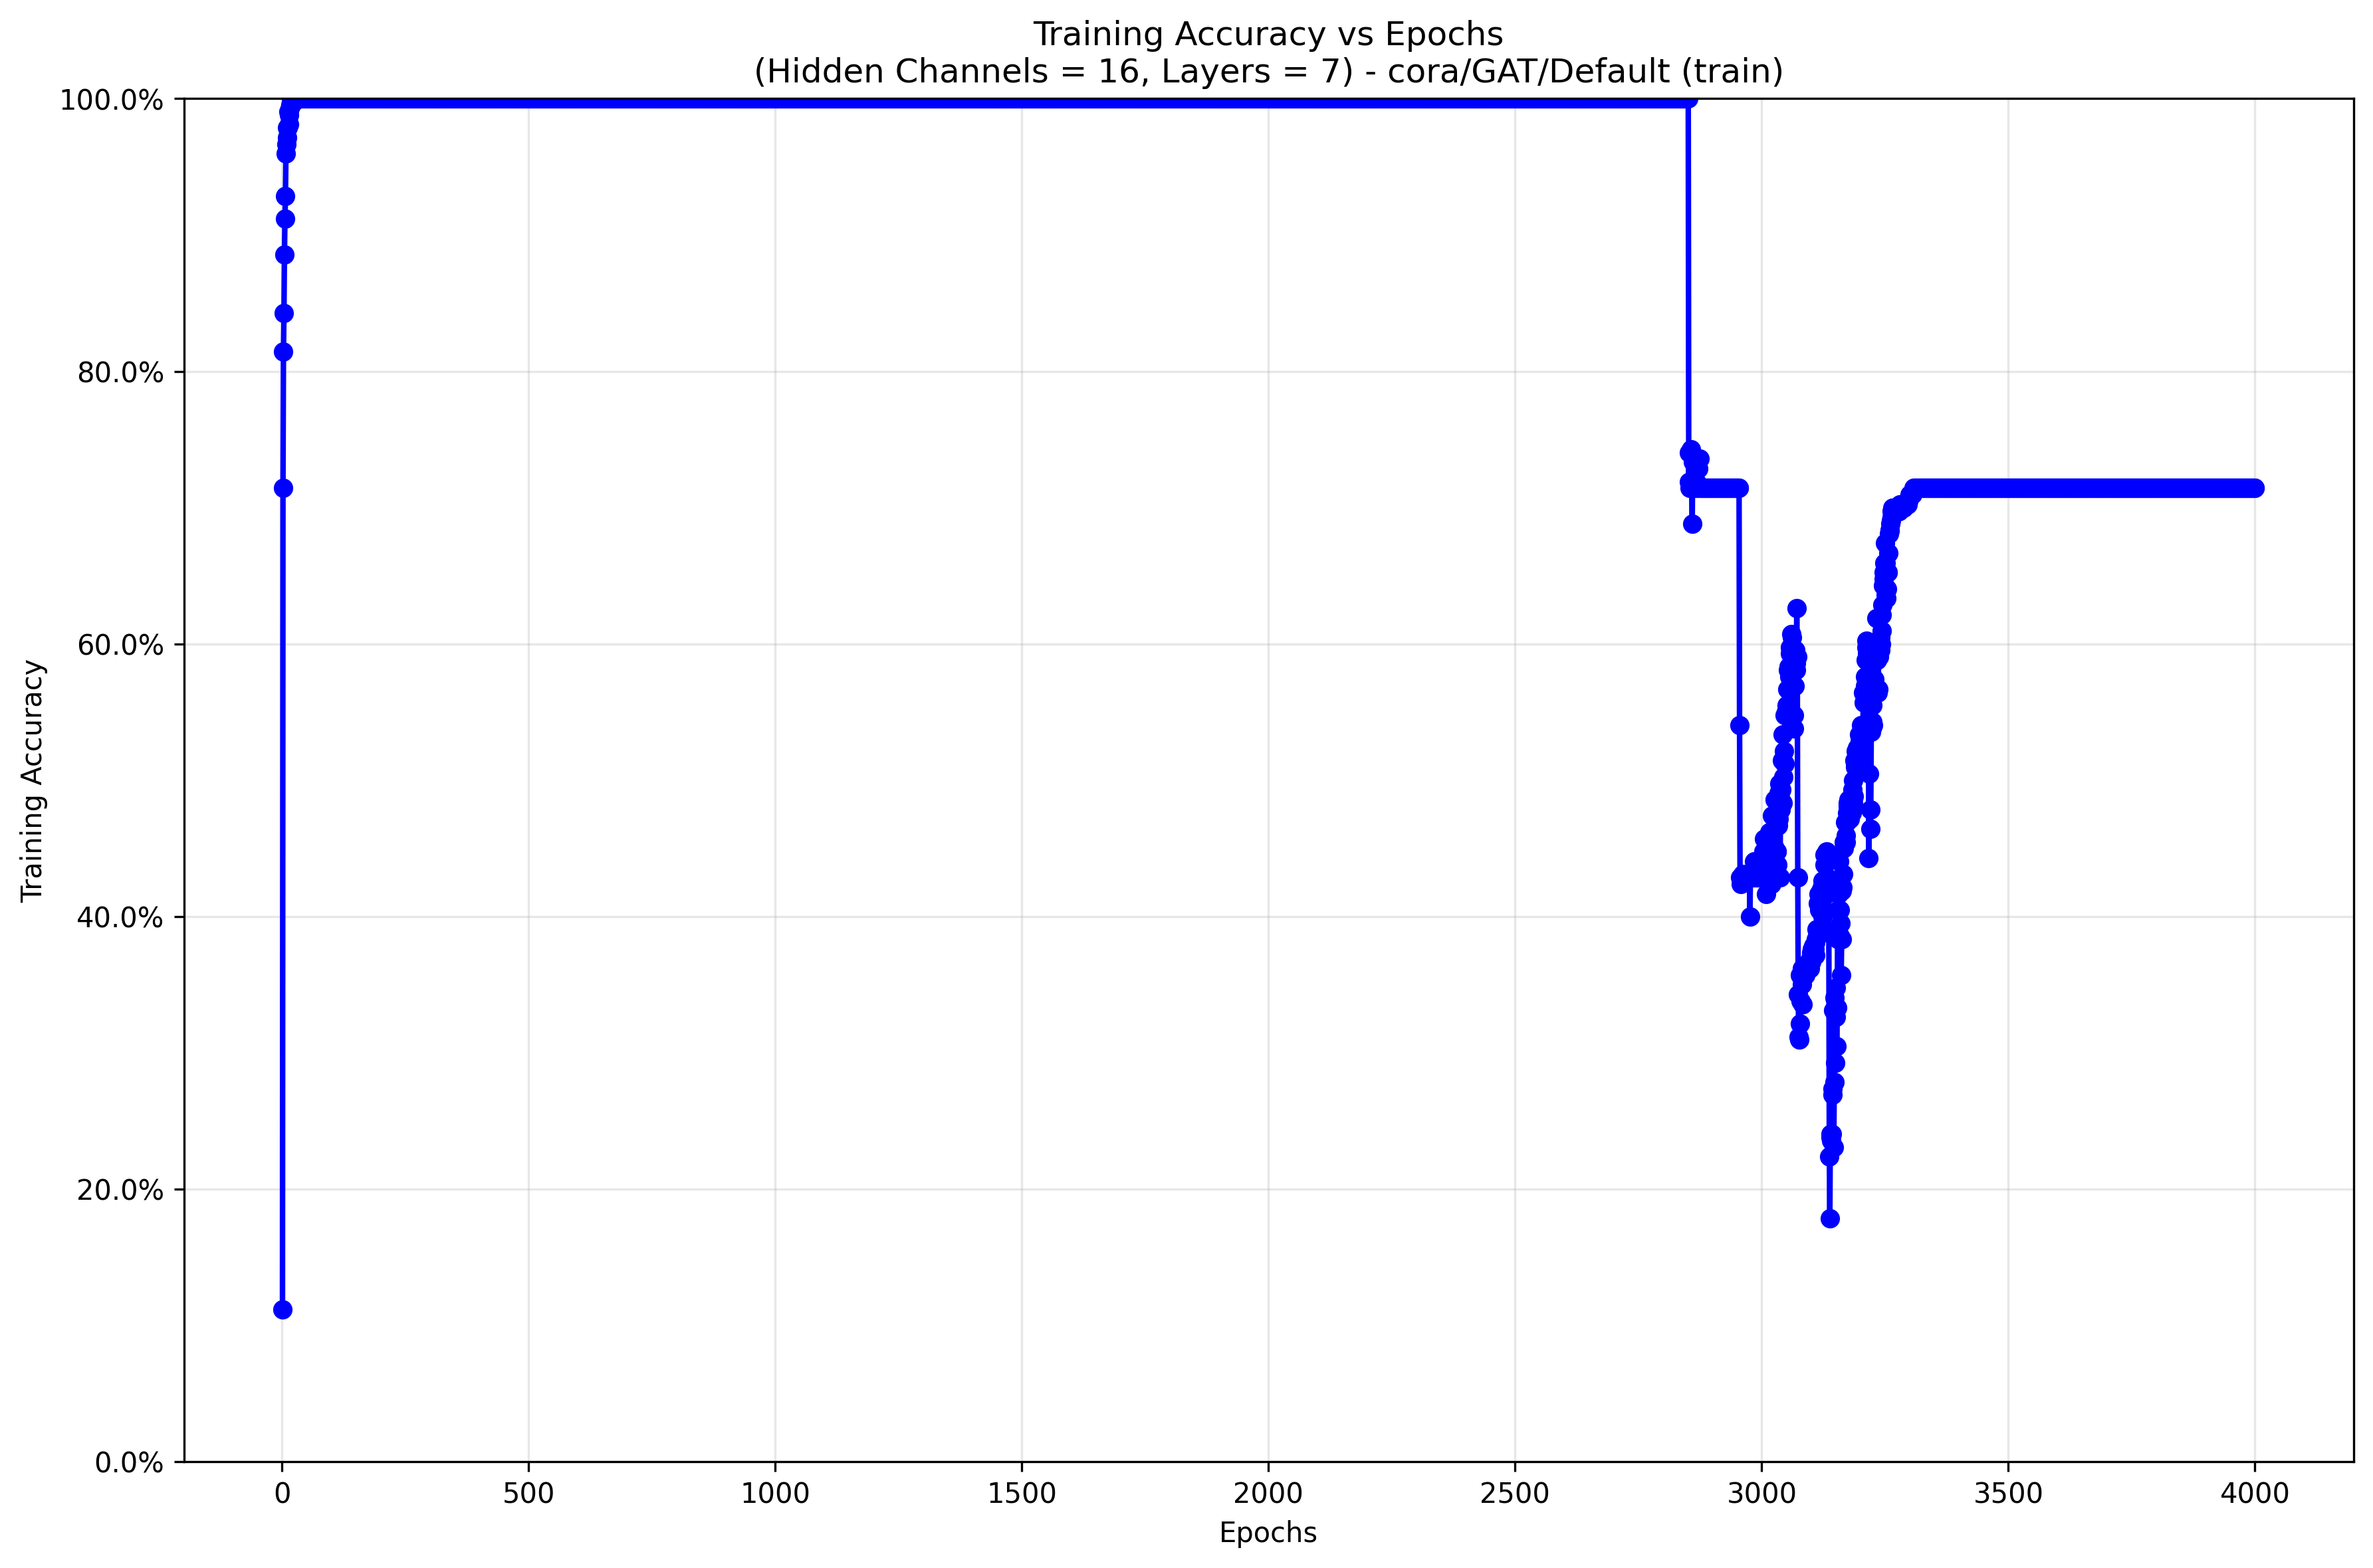 Training Accuracy vs Epochs
(Hidden Channels = 16, Layers = 7) - cora/GAT/Default (train)
100.0%
80.0%
60.0%
40.0%
20.0%
0.0%
Training Accuracy
0 500 1000 1500 2000 2500 3000 3500 4000
Epochs